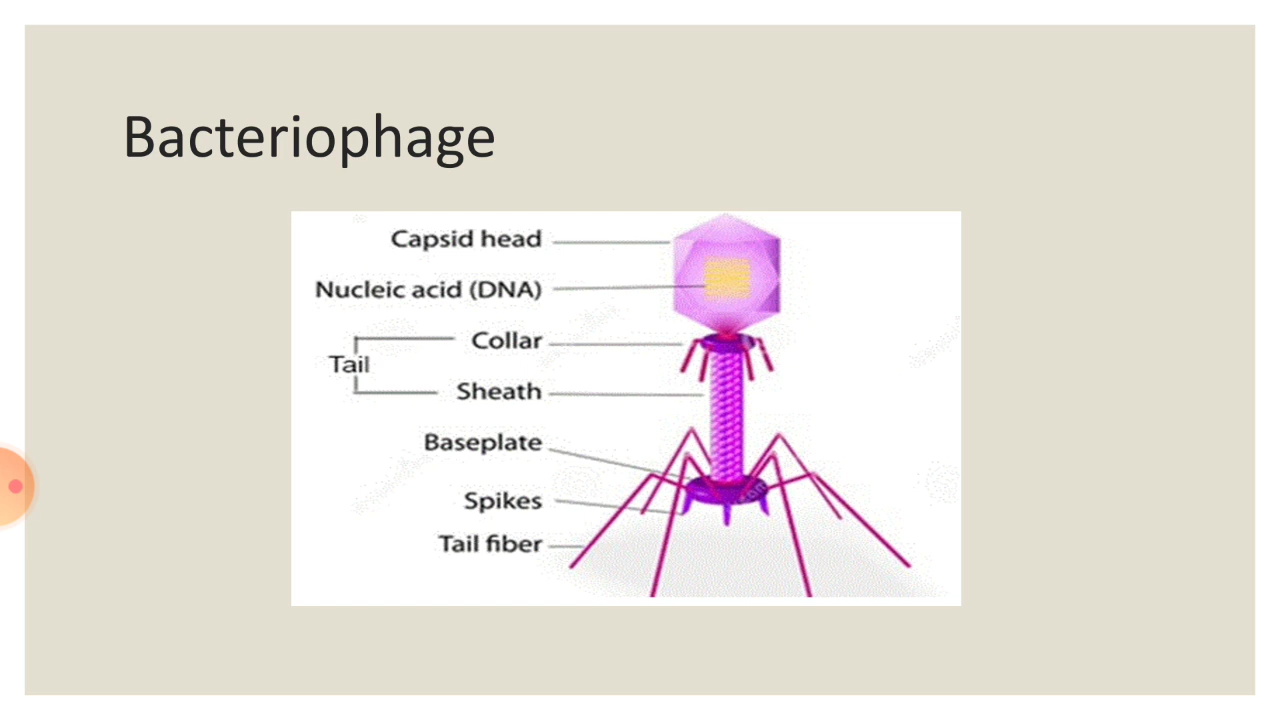 Bacteriophage
Capsid head
Nucleic acid (DNA)
Collar
Tail
Sheath
Baseplate
Spikes
Tail fiber